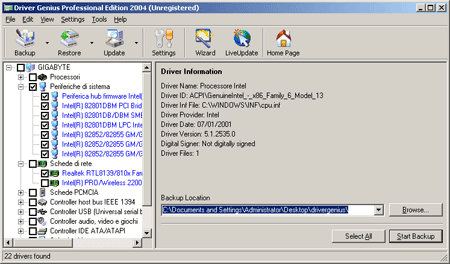 Driver Genius Professional Edition 2004 (Unregistered)
File Edit View Settings Tools Help
Backup Restore Update Settings Wizard LiveUpdate Home Page
GIGABYTE
Processori
Periferiche di sistema
Periferica hub firmware Intel(
Intel(R) 82801DB PCI Brid
Intel(R) 82801DB/DBM SMB
Intel(R) 82801DBM LPC Inte
Intel(R) 82852/82855 GM/G
Intel(R) 82852/82855 GM/G
Intel(R) 82852/82855 GM/G
Schede di rete
Realtek RTL8139/810x Fam
Intel(R) PRO/Wireless 2200
Schede PCMCIA
Controller host bus IEEE 1394
Controller USB (Universal serial b
Controller audio, video e giochi
Controller IDE ATA/ATAPI
Driver Information
Driver Name: Processore Intel
Driver ID: ACPI\GenuineIntel_-_x86_Family_6_Model_13
Driver Inf File: C:\WINDOWS\INF\cpu.inf
Driver Provider: Intel
Driver Date: 07/01/2001
Driver Version: 5.1.2535.0
Digital Signer: Not digitally signed
Driver Files: 1
Backup Location
C:\Documents and Settings\Administrator\Desktop\drivergenius\
Browse...
Select All Start Backup
22 drivers found